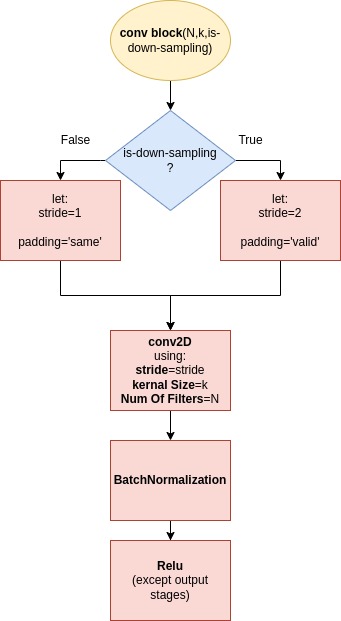 conv block(N,k,is-
down-sampling)
is-down-sampling
?
False
True
let:
stride=1
padding='same'
let:
stride=2
padding='valid'
conv2D
using:
stride=stride
kernal Size=k
Num Of Filters=N
BatchNormalization
Relu
(except output
stages)